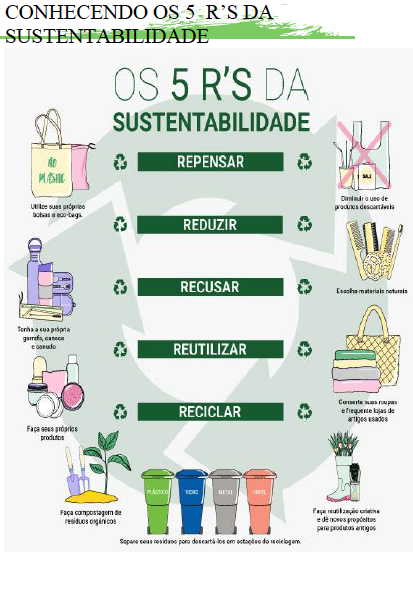 CONHECENDO OS 5 R’S DA
SUSTENTABILIDADE
OS 5 R’S DA
SUSTENTABILIDADE
REPENSAR
REDUZIR
RECUSAR
REUTILIZAR
RECICLAR
no
PLASTIC
Utilize suas próprias
bolsas e eco-bags.
Tenha a sua própria
garrafa, caneca
e canudo
Faça seus próprios
produtos
Faça compostagem de
resíduos orgânicos
SALE
Diminuir o uso de
produtos descartáveis
Escolha materiais naturais
Conserte suas roupas
e frequente lojas de
artigos usados
Faça reutilização criativa
e dê novos propósitos
para produtos antigos
PLÁSTICO
VIDRO
METAL
PAPEL
Separe seus resíduos para descartá-los em estações de reciclagem.